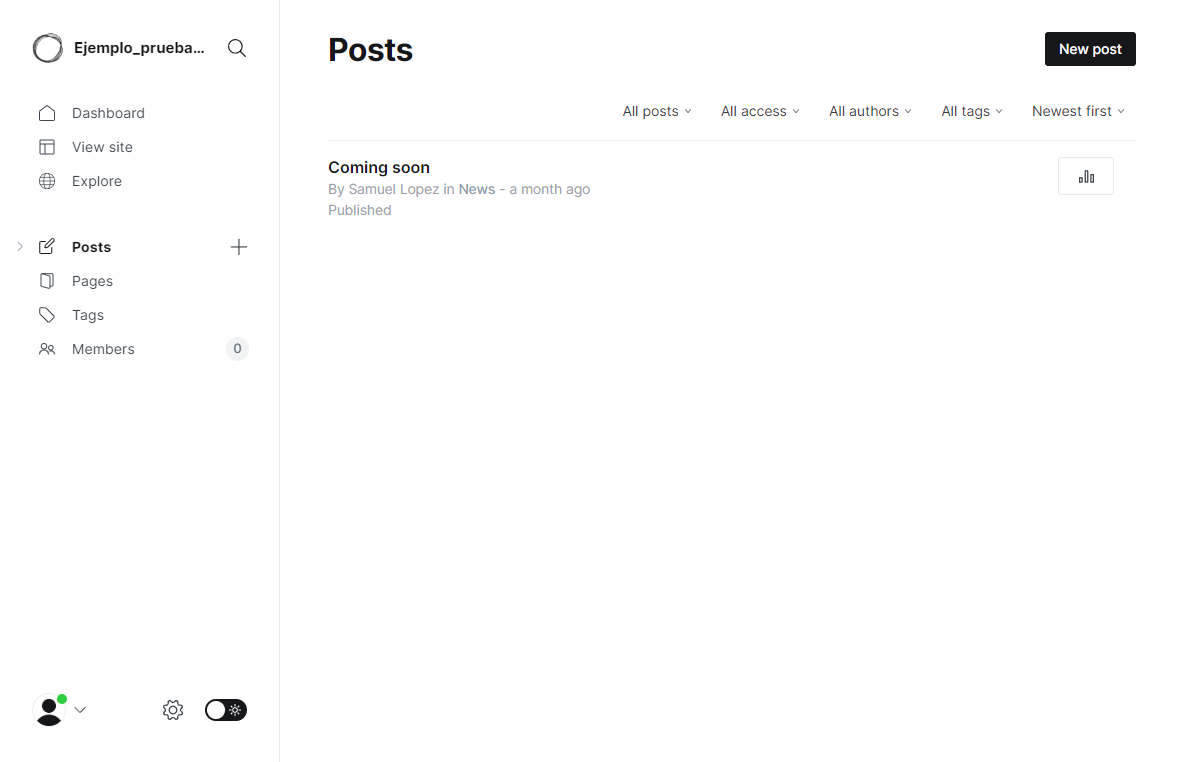 Ejemplo_prueba...
Dashboard
View site
Explore
Posts
Pages
Tags
Members 0
Posts
New post
All posts All access All authors All tags Newest first
Coming soon
By Samuel Lopez in News - a month ago
Published